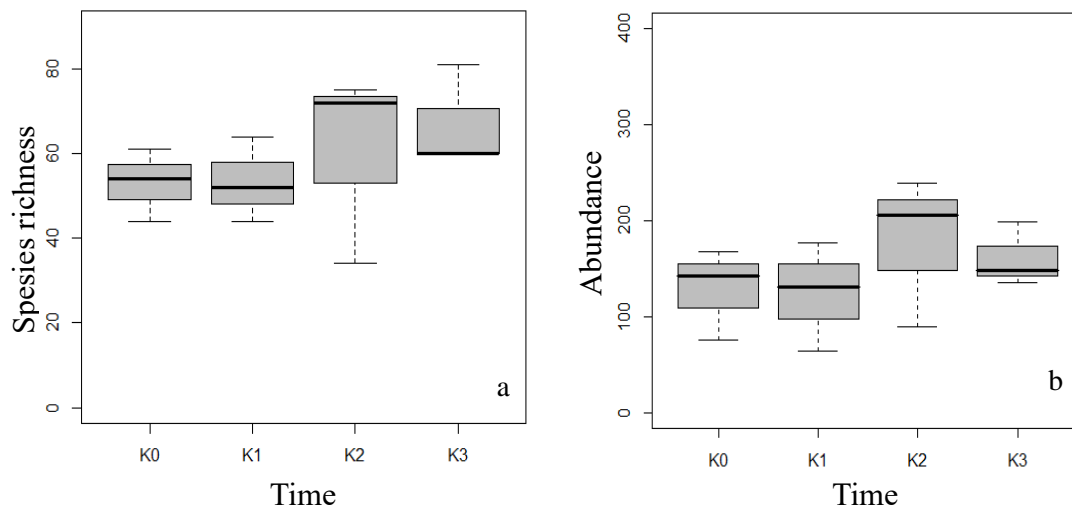 Spesies richness
80
60
40
20
0
K0 K1 K2 K3
Time
a
Abundance
400
300
200
100
0
K0 K1 K2 K3
Time
b